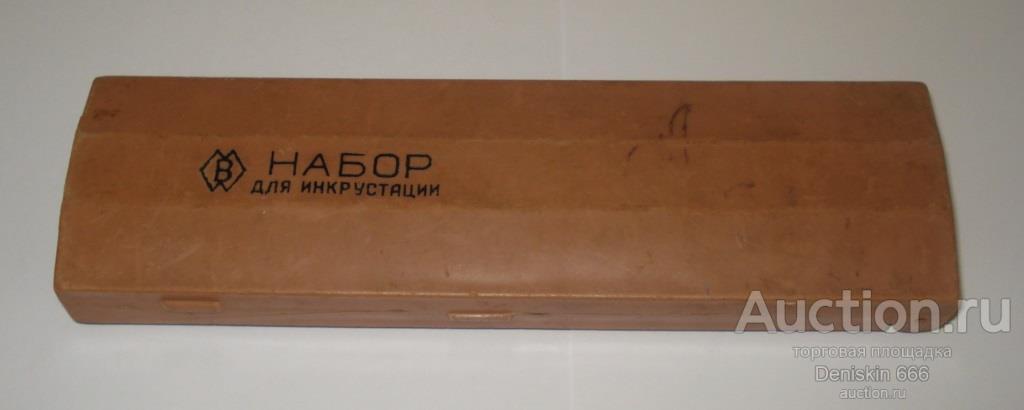 В НАБОР
ДЛЯ ИНКРУСТАЦИИ
Auction.ru
торговая площадка
Deniskin 666
auction.ru